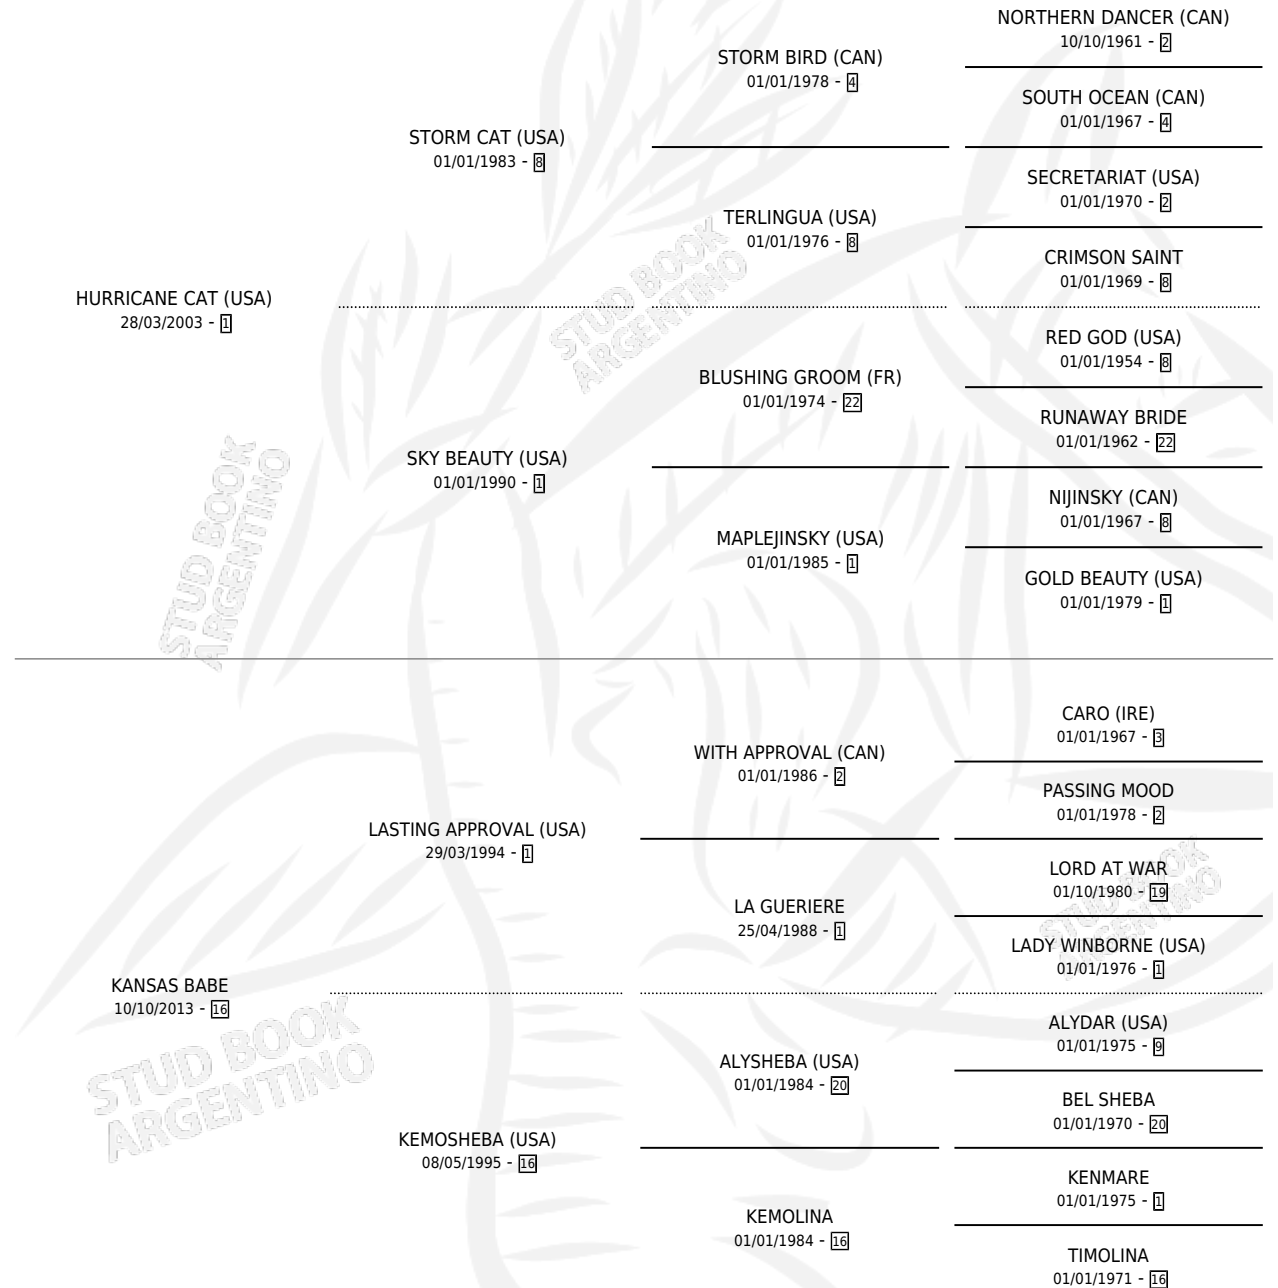 NORTHERN DANCER (CAN)
10/10/1961 - 2
STORM BIRD (CAN)
01/01/1978 - 4
SOUTH OCEAN (CAN)
01/01/1967 - 4
STORM CAT (USA)
01/01/1983 - 8
SECRETARIAT (USA)
01/01/1970 - 2
TERLINGUA (USA)
01/01/1976 - 8
CRIMSON SAINT
01/01/1969 - 8
HURRICANE CAT (USA)
28/03/2003 - 1
STUD BOOK
ARGENTINO
RED GOD (USA)
01/01/1954 - 8
BLUSHING GROOM (FR)
01/01/1974 - 22
RUNAWAY BRIDE
01/01/1962 - 22
SKY BEAUTY (USA)
01/01/1990 - 1
NIJINSKY (CAN)
01/01/1967 - 8
MAPLEJINSKY (USA)
01/01/1985 - 1
GOLD BEAUTY (USA)
01/01/1979 - 1
STUD BOOK
ARGENTINO
CARO (IRE)
01/01/1967 - 3
WITH APPROVAL (CAN)
01/01/1986 - 2
PASSING MOOD
01/01/1978 - 2
LASTING APPROVAL (USA)
29/03/1994 - 1
LORD AT WAR
01/10/1980 - 19
LA GUERIERE
25/04/1988 - 1
LADY WINBORNE (USA)
01/01/1976 - 1
STUD BOOK
ARGENTINO
KANSAS BABE
10/10/2013 - 16
ALYDAR (USA)
01/01/1975 - 9
ALYSHEBA (USA)
01/01/1984 - 20
BEL SHEBA
01/01/1970 - 20
STUD BOOK
ARGENTINO
KEMOSHEBA (USA)
08/05/1995 - 16
KENMARE
01/01/1975 - 1
KEMOLINA
01/01/1984 - 16
TIMOLINA
01/01/1971 - 16